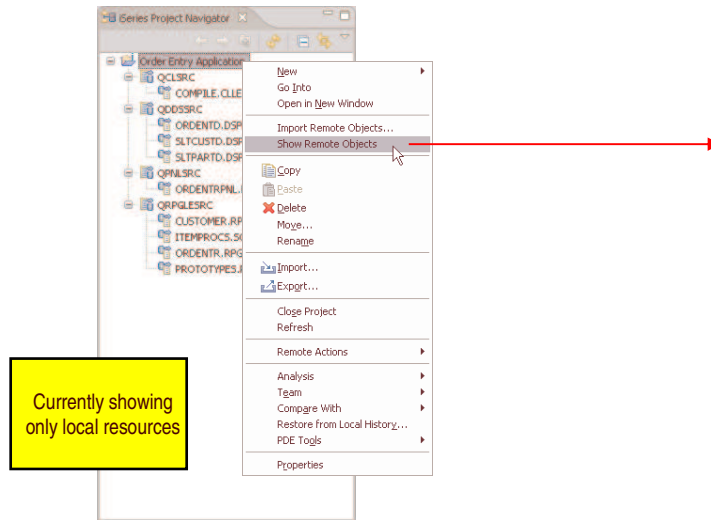 iSeries Project Navigator
Order Entry Application
QCLSRC
COMPILE.CLLE
QDDSSRC
ORDENTD.DSP
SLTCUSTD.DSP
SLTPARTD.DSP
QPNLSRC
ORDENTRPNL.
QRPGLESRC
CUSTOMER.RP
ITEMPROCS.SQ
ORDENTR.RPG
PROTOTYPES.R
New
Go Into
Open in New Window
Import Remote Objects...
Show Remote Objects
Copy
Paste
Delete
Move...
Rename
Import...
Export...
Close Project
Refresh
Remote Actions
Analysis
Team
Compare With
Restore from Local History...
PDE Tools
Properties
Currently showing
only local resources